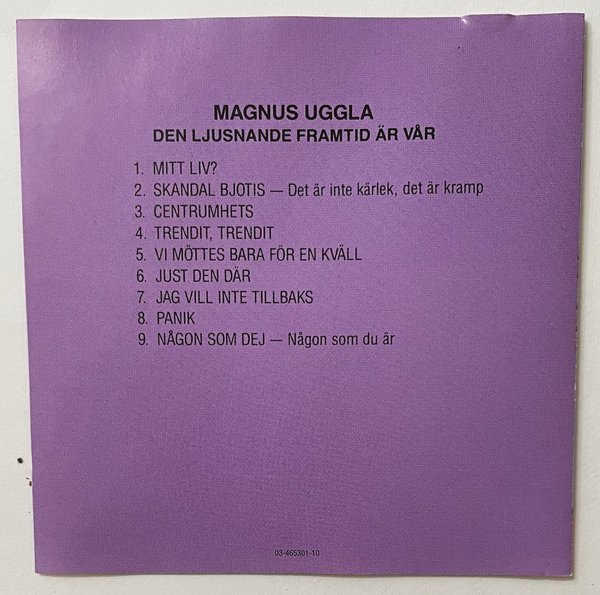 MAGNUS UGGLA
DEN LJUSNANDE FRAMTID ÄR VÅR
1. MITT LIV?
2. SKANDAL BJOTIS — Det är inte kärlek, det är kramp
3. CENTRUMHETS
4. TRENDIT, TRENDIT
5. VI MÖTTES BARA FÖR EN KVÄLL
6. JUST DEN DÄR
7. JAG VILL INTE TILLBAKS
8. PANIK
9. NÅGON SOM DEJ — Någon som du är
03-465301-10